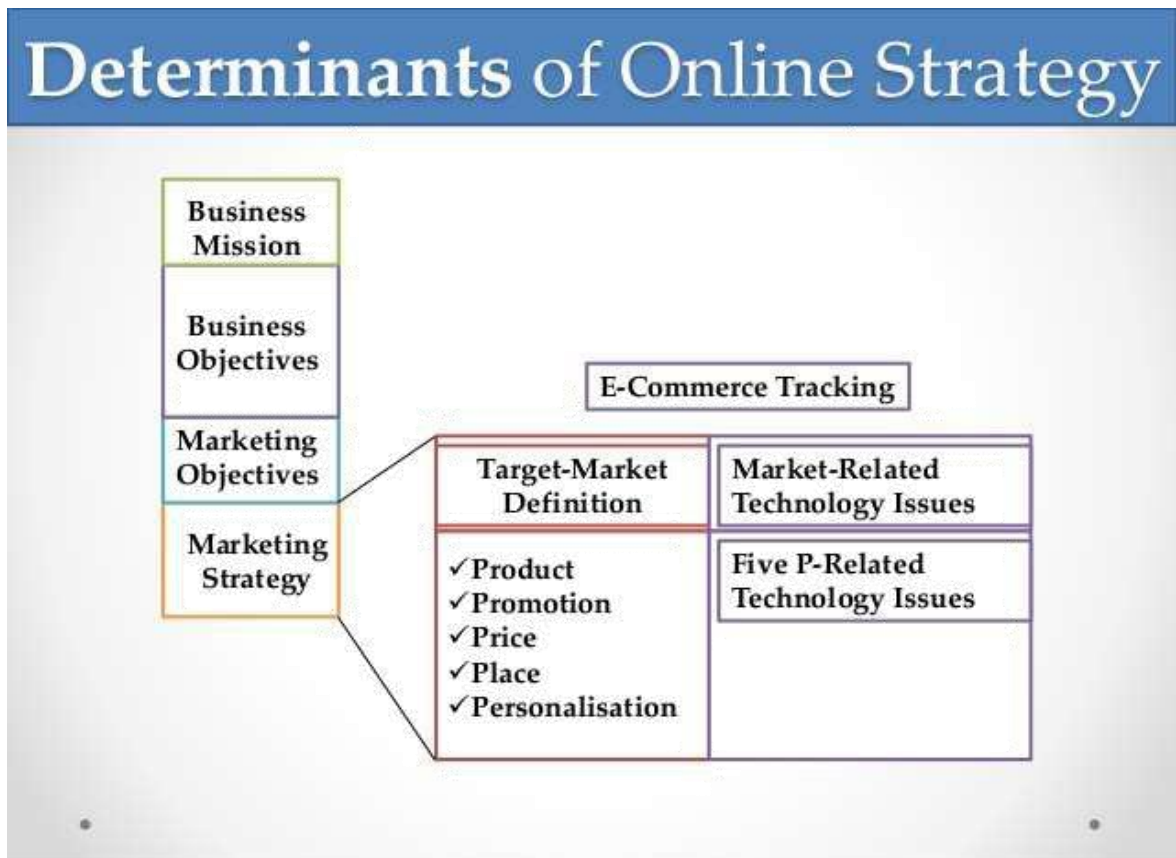 Determinants of Online Strategy
Business
Mission
Business
Objectives
Marketing
Objectives
Marketing
Strategy
E-Commerce Tracking
Target-Market
Definition
Market-Related
Technology Issues
✓Product
✓Promotion
✓Price
✓Place
✓Personalisation
Five P-Related
Technology Issues